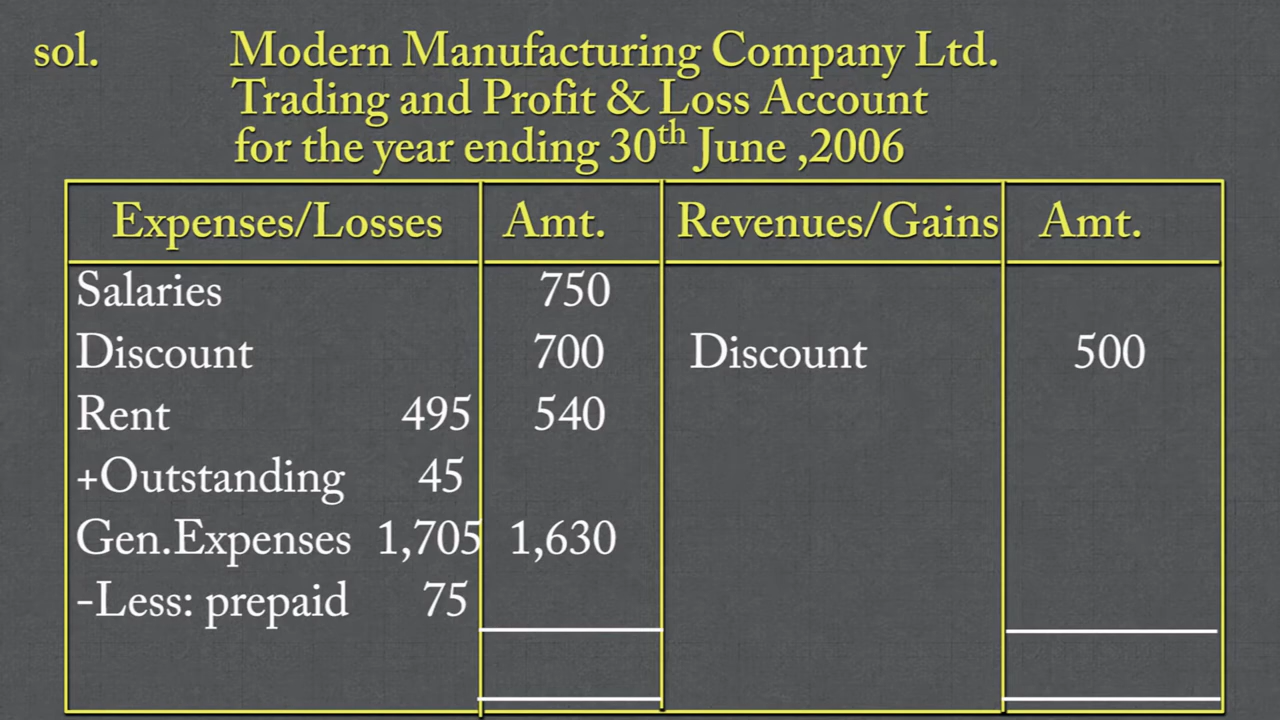 sol. Modern Manufacturing Company Ltd.
Trading and Profit & Loss Account
for the year ending 30th June ,2006
Expenses/Losses Amt. Revenues/Gains Amt.
Salaries 750
Discount 700 Discount 500
Rent 495 540
+Outstanding 45
Gen.Expenses 1,705 1,630
-Less: prepaid 75